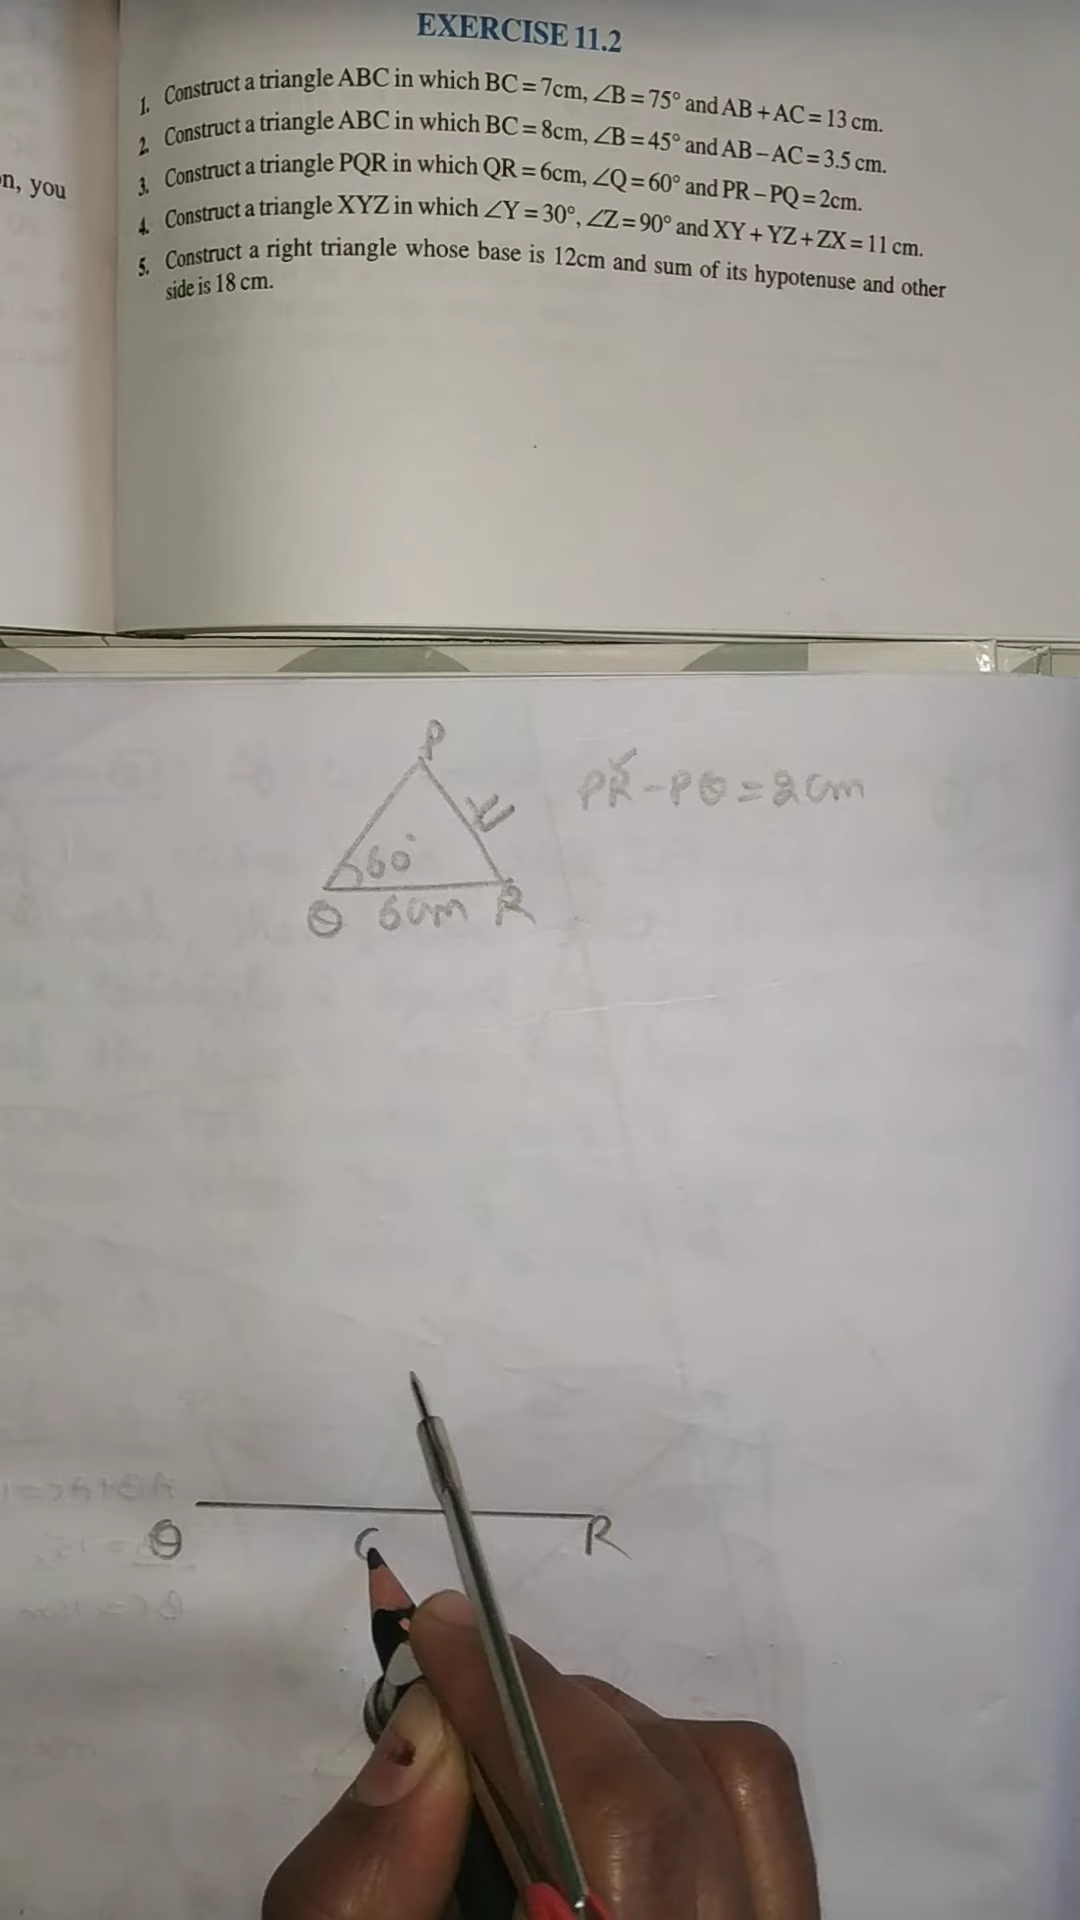 EXERCISE 11.2
1. Construct a triangle ABC in which BC = 7cm, ∠B = 75° and AB + AC = 13 cm.
2. Construct a triangle ABC in which BC = 8cm, ∠B = 45° and AB – AC = 3.5 cm.
n, you
3. Construct a triangle PQR in which QR = 6cm, ∠Q = 60° and PR – PQ = 2cm.
4. Construct a triangle XYZ in which ∠Y = 30°, ∠Z = 90° and XY + YZ + ZX = 11 cm.
5. Construct a right triangle whose base is 12cm and sum of its hypotenuse and other
side is 18 cm.
P
PR - PQ = 2cm
60°
Q 6cm R
Q R